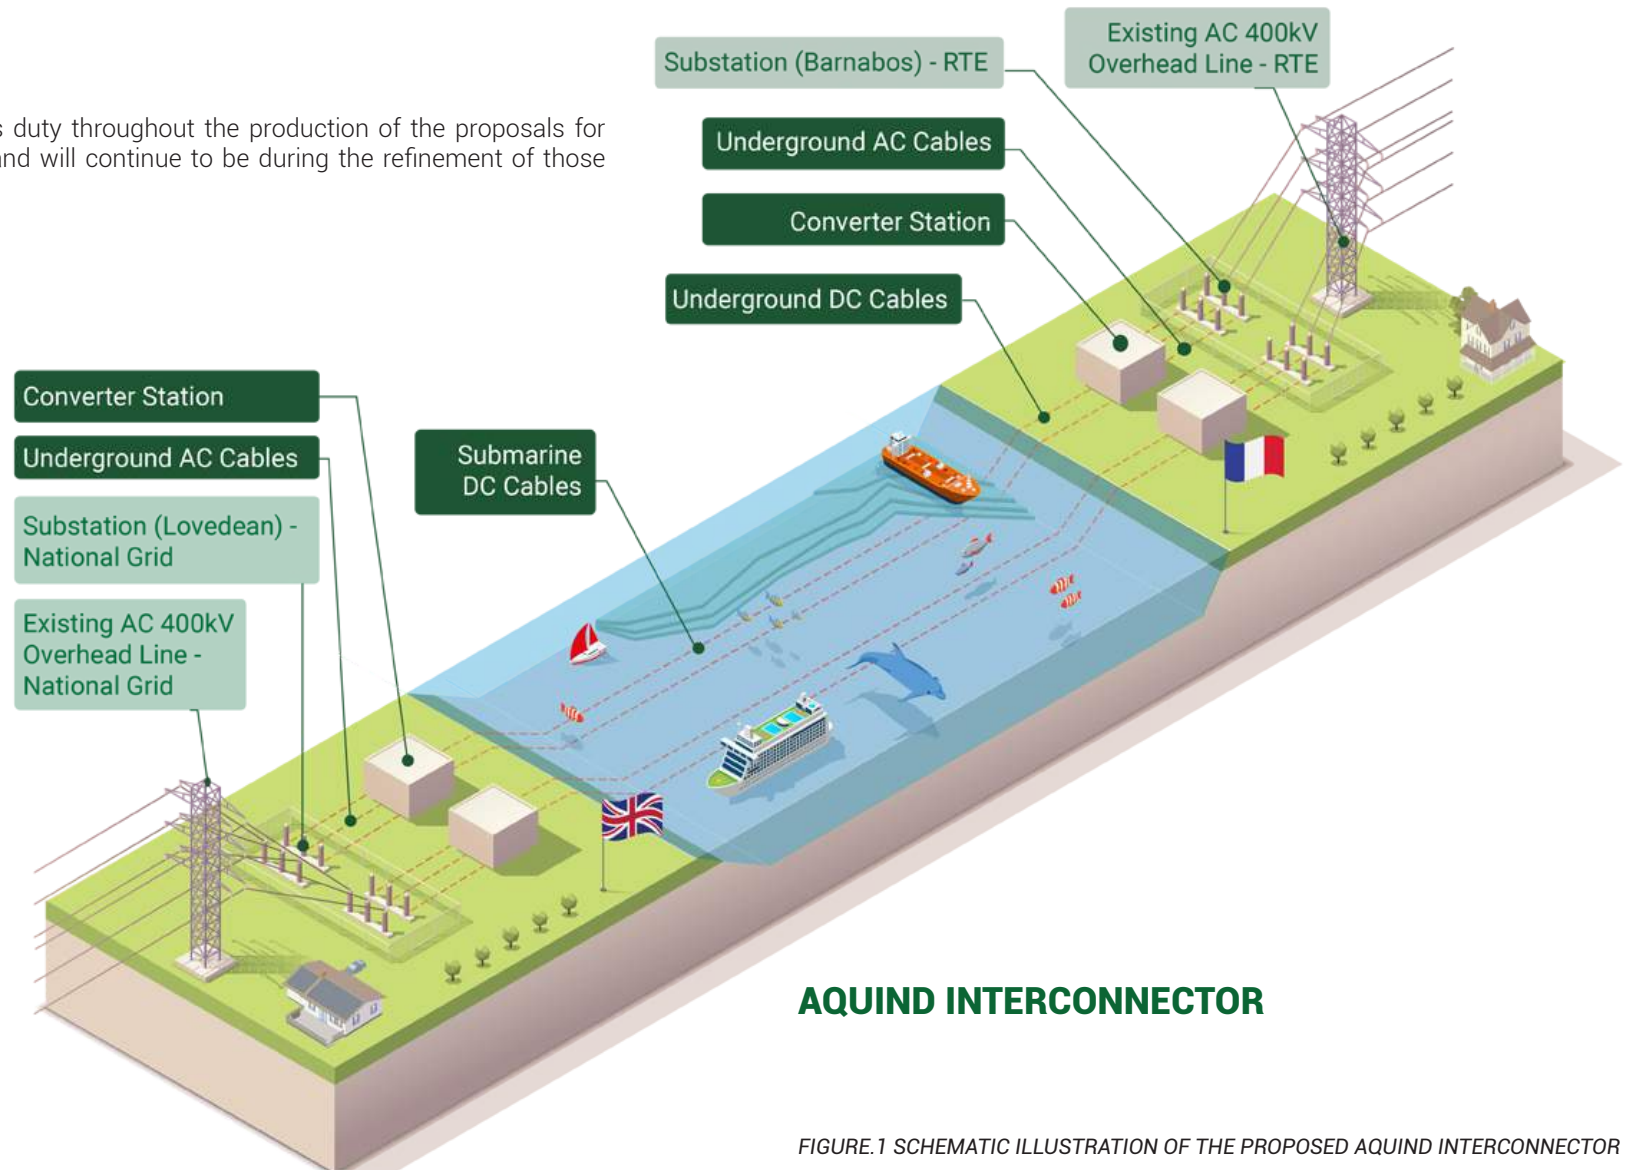 s duty throughout the production of the proposals for
and will continue to be during the refinement of those
Substation (Barnabos) - RTE
Existing AC 400kV
Overhead Line - RTE
Underground AC Cables
Converter Station
Underground DC Cables
Converter Station
Underground AC Cables
Substation (Lovedean) -
National Grid
Existing AC 400kV
Overhead Line -
National Grid
Submarine
DC Cables
AQUIND INTERCONNECTOR
FIGURE.1 SCHEMATIC ILLUSTRATION OF THE PROPOSED AQUIND INTERCONNECTOR